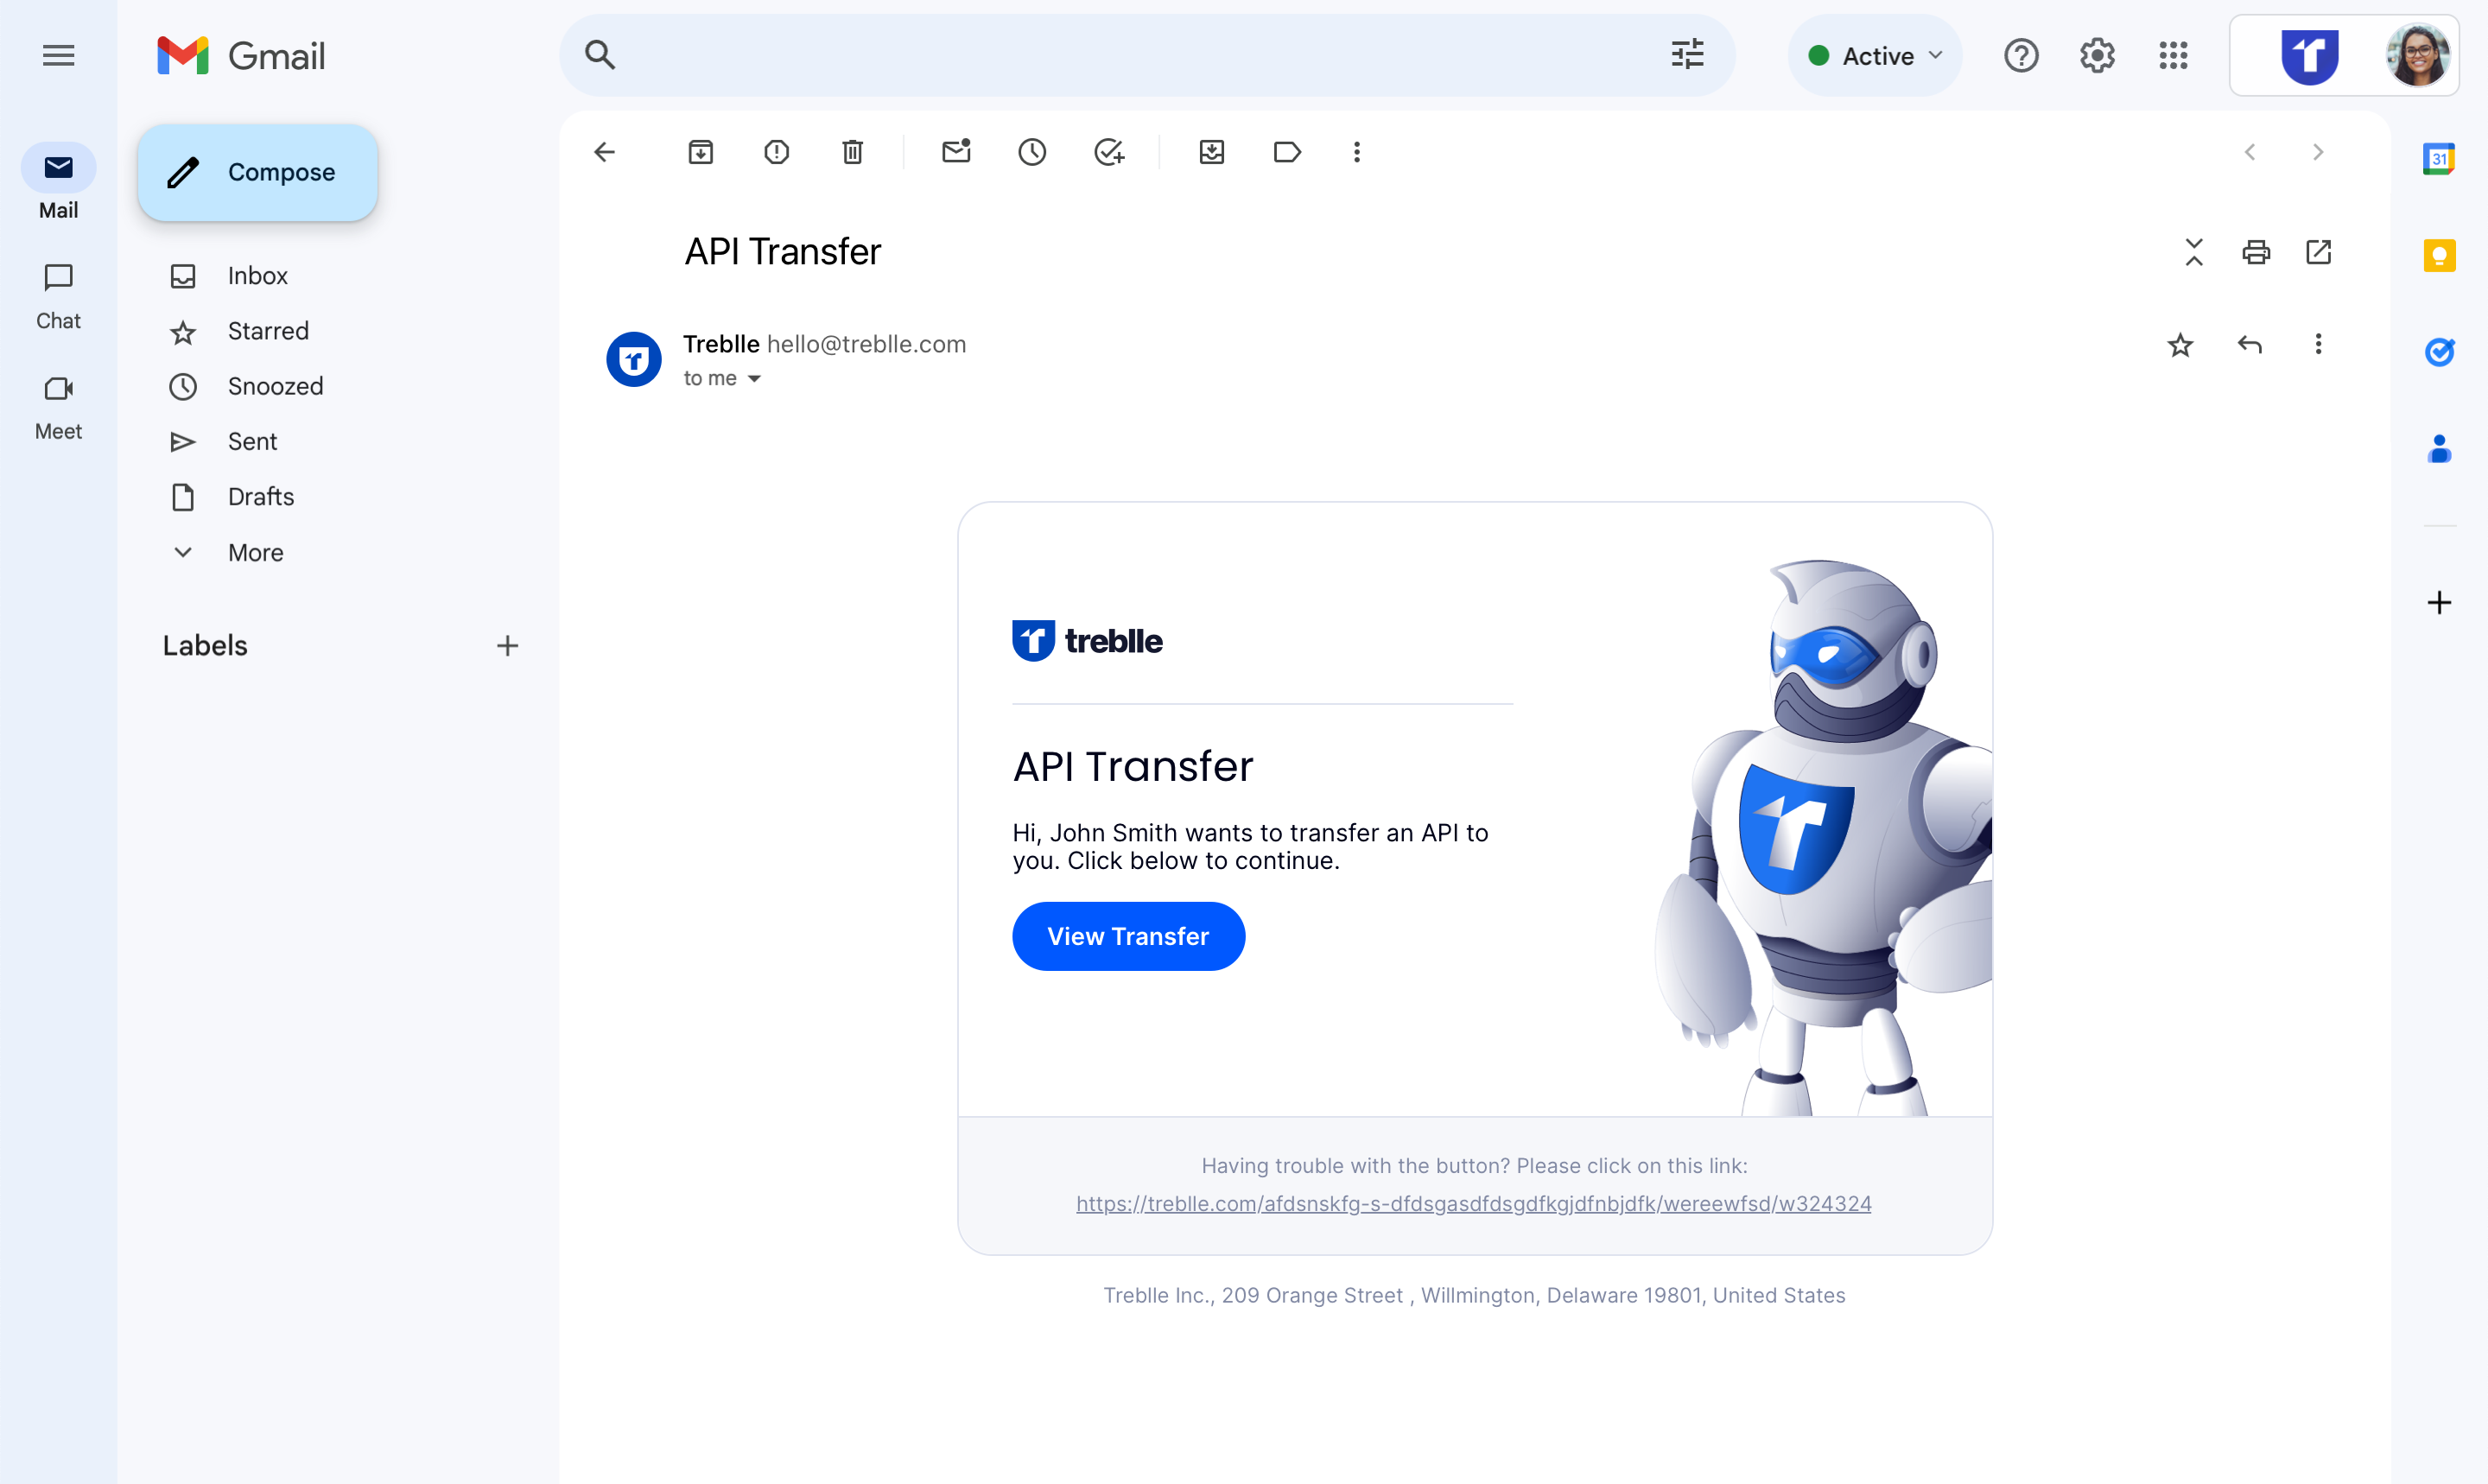 Gmail
Active
Compose
Mail
Chat
Meet
Inbox
Starred
Snoozed
Sent
Drafts
More
Labels
31
API Transfer
Treblle hello@treblle.com
to me
treblle
API Transfer
Hi, John Smith wants to transfer an API to
you. Click below to continue.
View Transfer
Having trouble with the button? Please click on this link:
https://treblle.com/afdsnskfg-s-dfdsgasdfdsgdfkgjdfnbjdfk/wereewfsd/w324324
Treblle Inc., 209 Orange Street , Willmington, Delaware 19801, United States